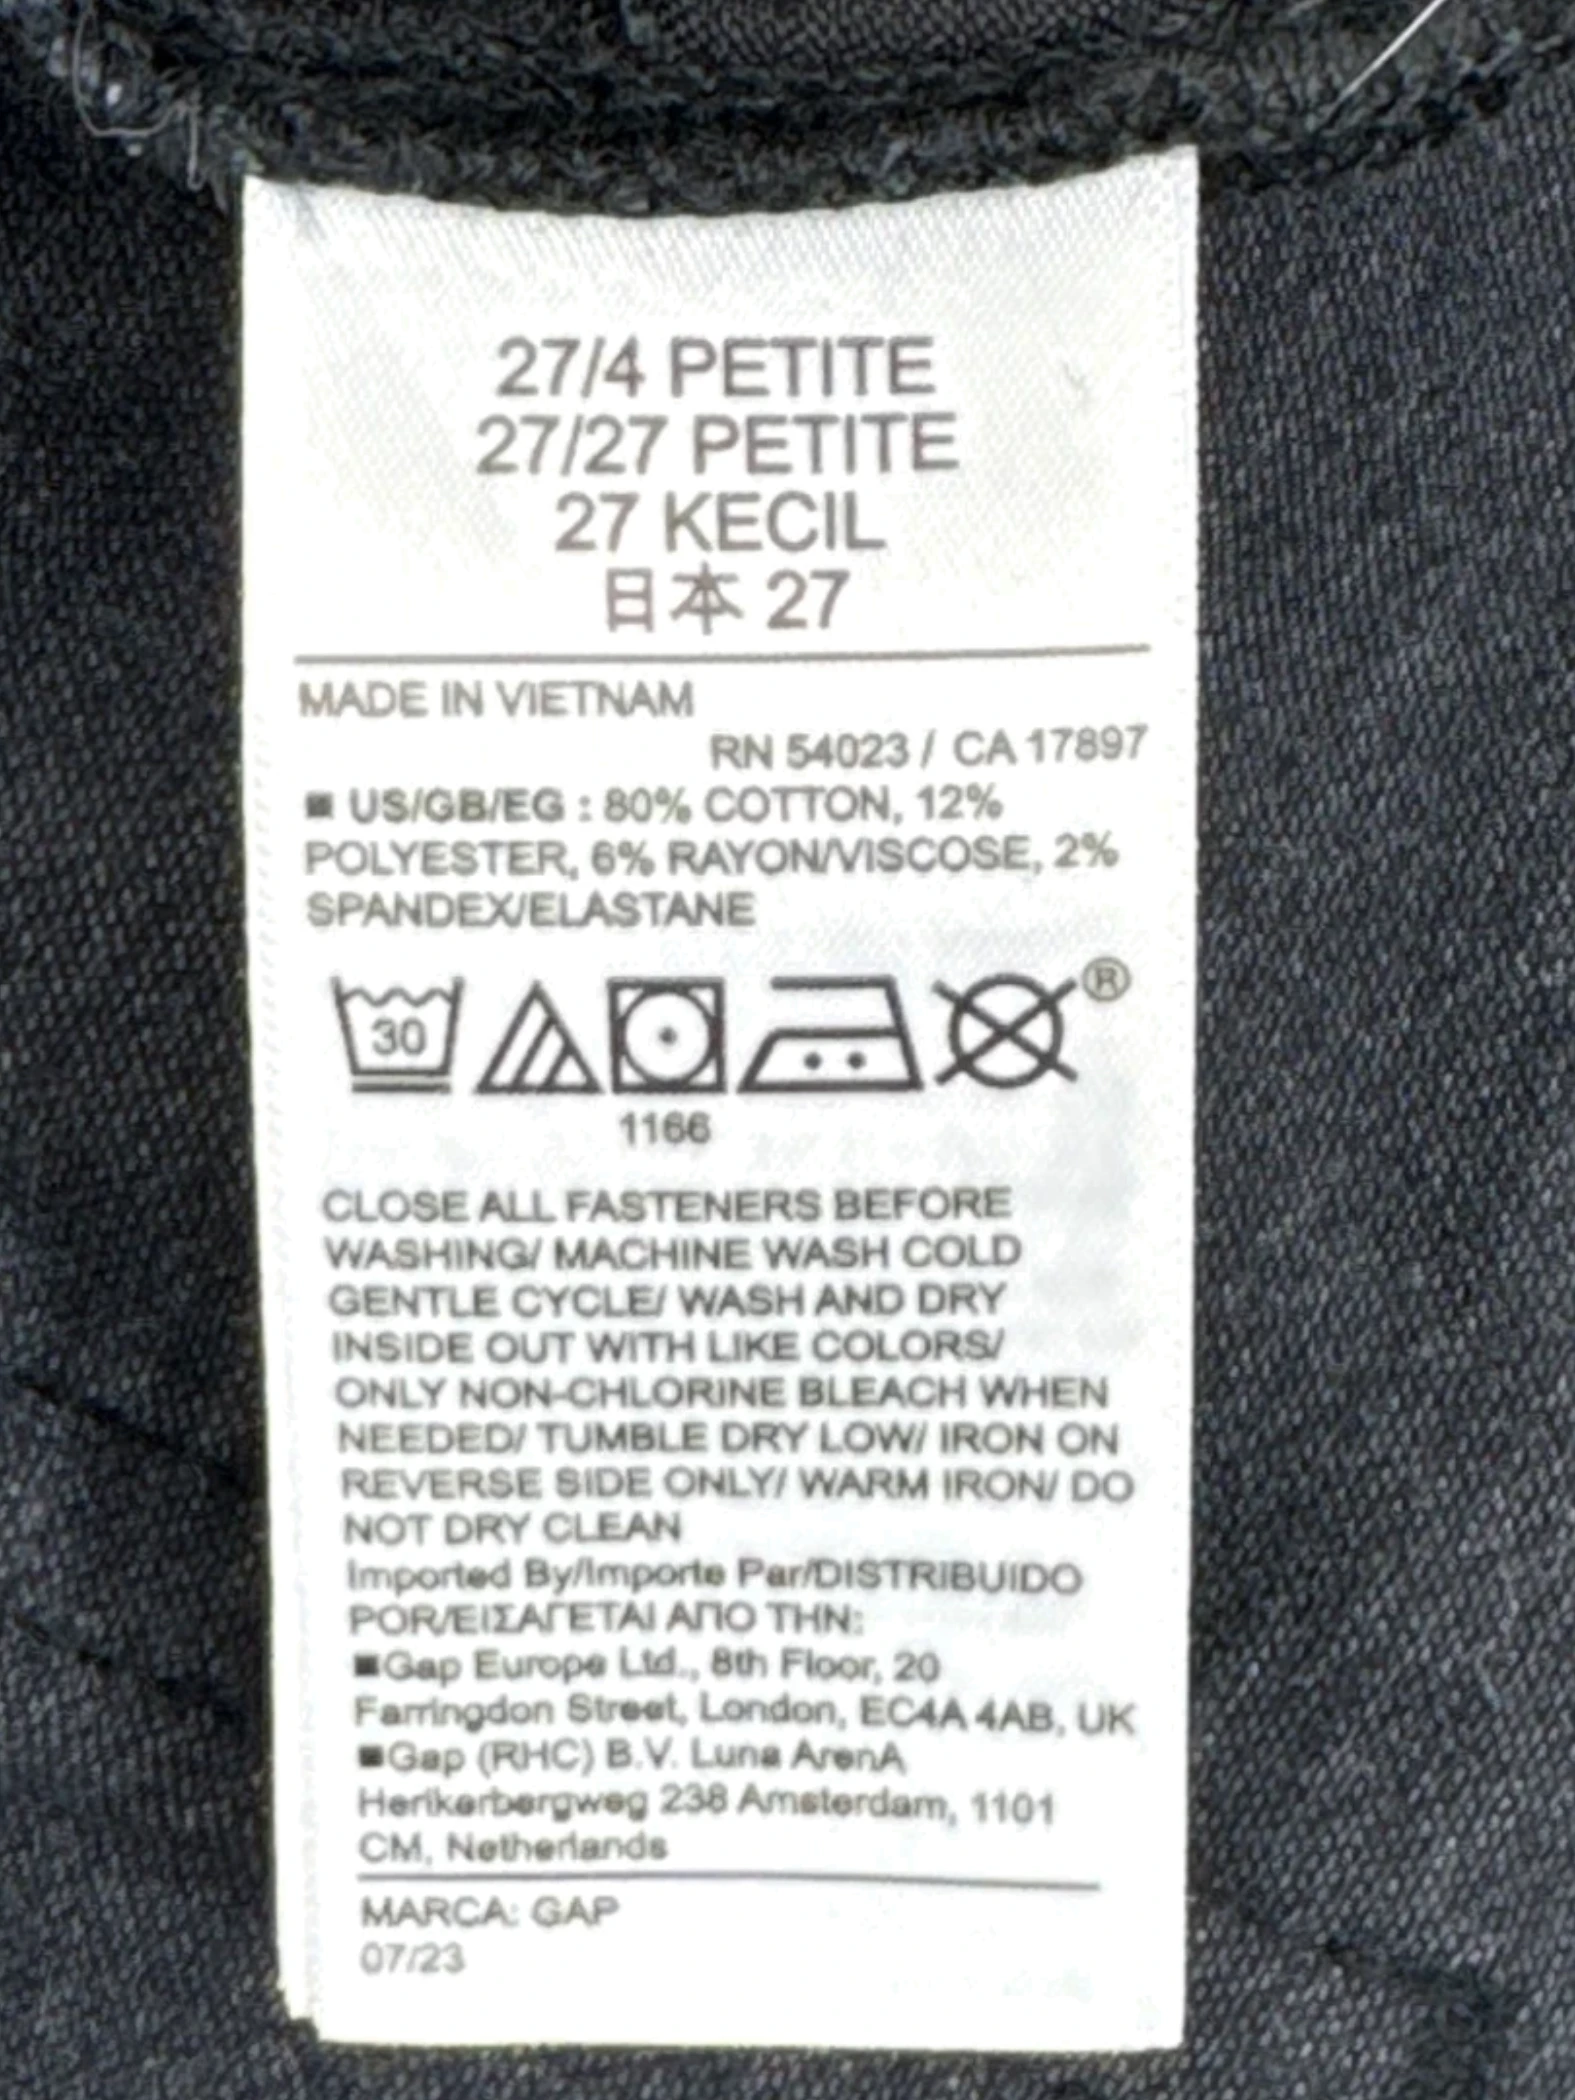 27/4 PETITE
27/27 PETITE
27 KECIL
日本 27
MADE IN VIETNAM
RN 54023 / CA 17897
■ US/GB/EG : 80% COTTON, 12%
POLYESTER, 6% RAYON/VISCOSE, 2%
SPANDEX/ELASTANE
30 ®
1166
CLOSE ALL FASTENERS BEFORE
WASHING/ MACHINE WASH COLD
GENTLE CYCLE/ WASH AND DRY
INSIDE OUT WITH LIKE COLORS/
ONLY NON-CHLORINE BLEACH WHEN
NEEDED/ TUMBLE DRY LOW/ IRON ON
REVERSE SIDE ONLY/ WARM IRON/ DO
NOT DRY CLEAN
Imported By/Importe Par/DISTRIBUIDO
POR/ΕΙΣΑΓΕΤΑΙ ΑΠΟ ΤΗΝ:
■Gap Europe Ltd., 8th Floor, 20
Farringdon Street, London, EC4A 4AB, UK
■Gap (RHC) B.V. Luna ArenA
Herikerbergweg 238 Amsterdam, 1101
CM, Netherlands
MARCA: GAP
07/23